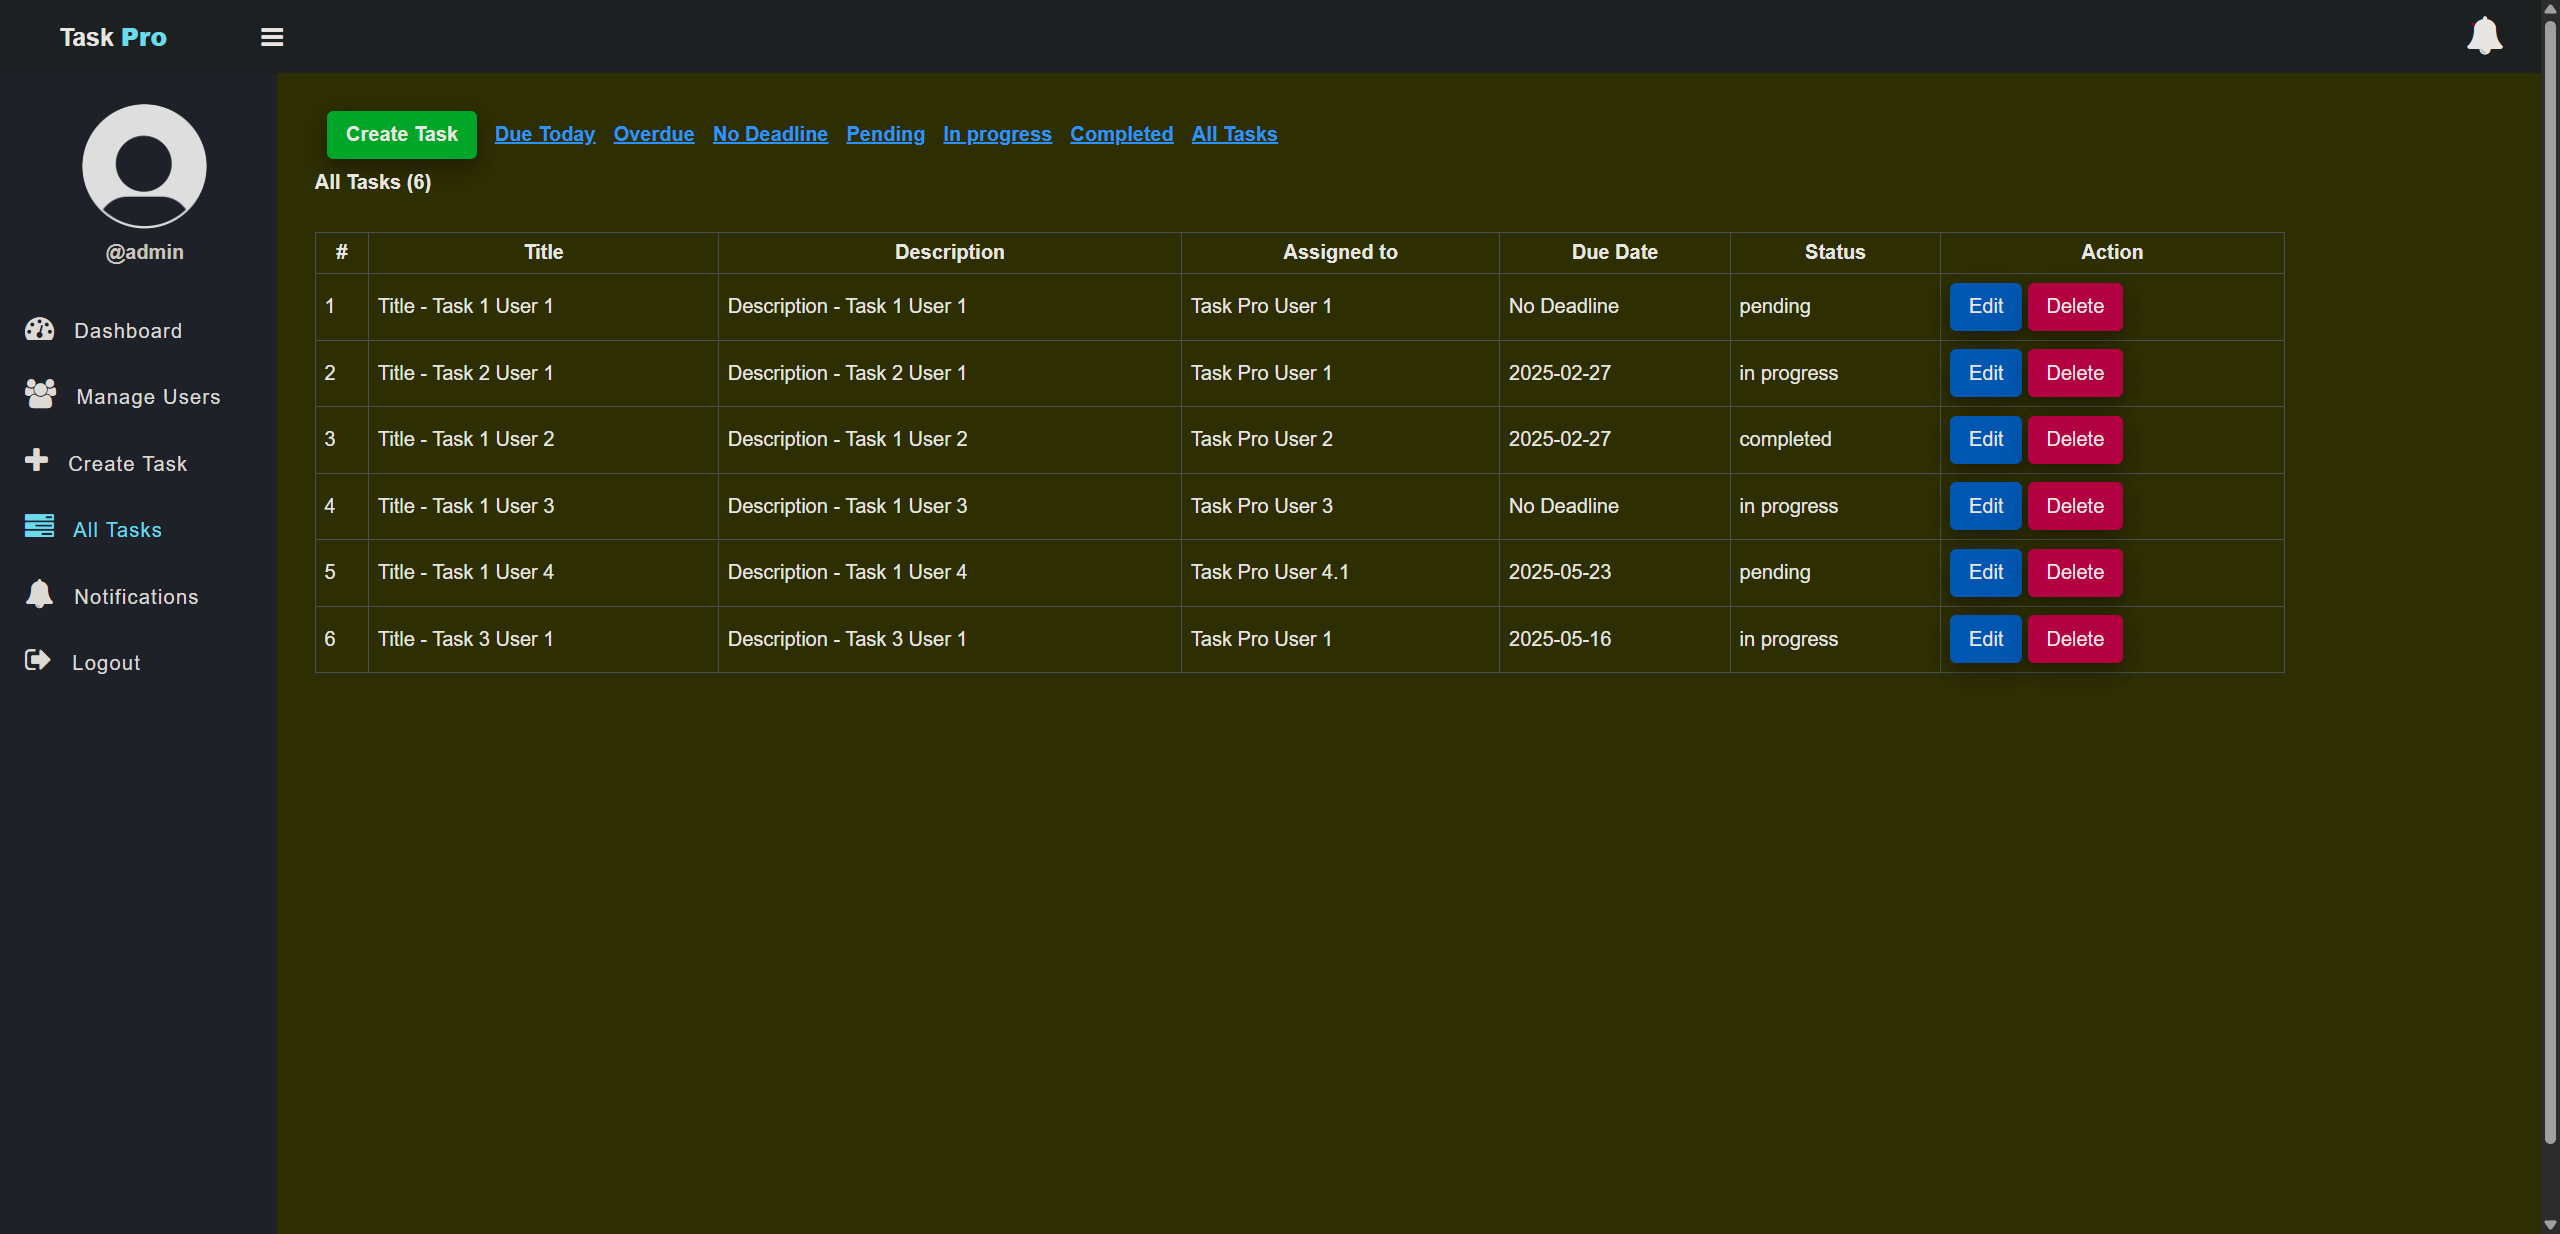 Task Pro
@admin
Dashboard
Manage Users
Create Task
All Tasks
Notifications
Logout
Create Task Due Today Overdue No Deadline Pending In progress Completed All Tasks
All Tasks (6)
# Title Description Assigned to Due Date Status Action
1 Title - Task 1 User 1 Description - Task 1 User 1 Task Pro User 1 No Deadline pending Edit Delete
2 Title - Task 2 User 1 Description - Task 2 User 1 Task Pro User 1 2025-02-27 in progress Edit Delete
3 Title - Task 1 User 2 Description - Task 1 User 2 Task Pro User 2 2025-02-27 completed Edit Delete
4 Title - Task 1 User 3 Description - Task 1 User 3 Task Pro User 3 No Deadline in progress Edit Delete
5 Title - Task 1 User 4 Description - Task 1 User 4 Task Pro User 4.1 2025-05-23 pending Edit Delete
6 Title - Task 3 User 1 Description - Task 3 User 1 Task Pro User 1 2025-05-16 in progress Edit Delete